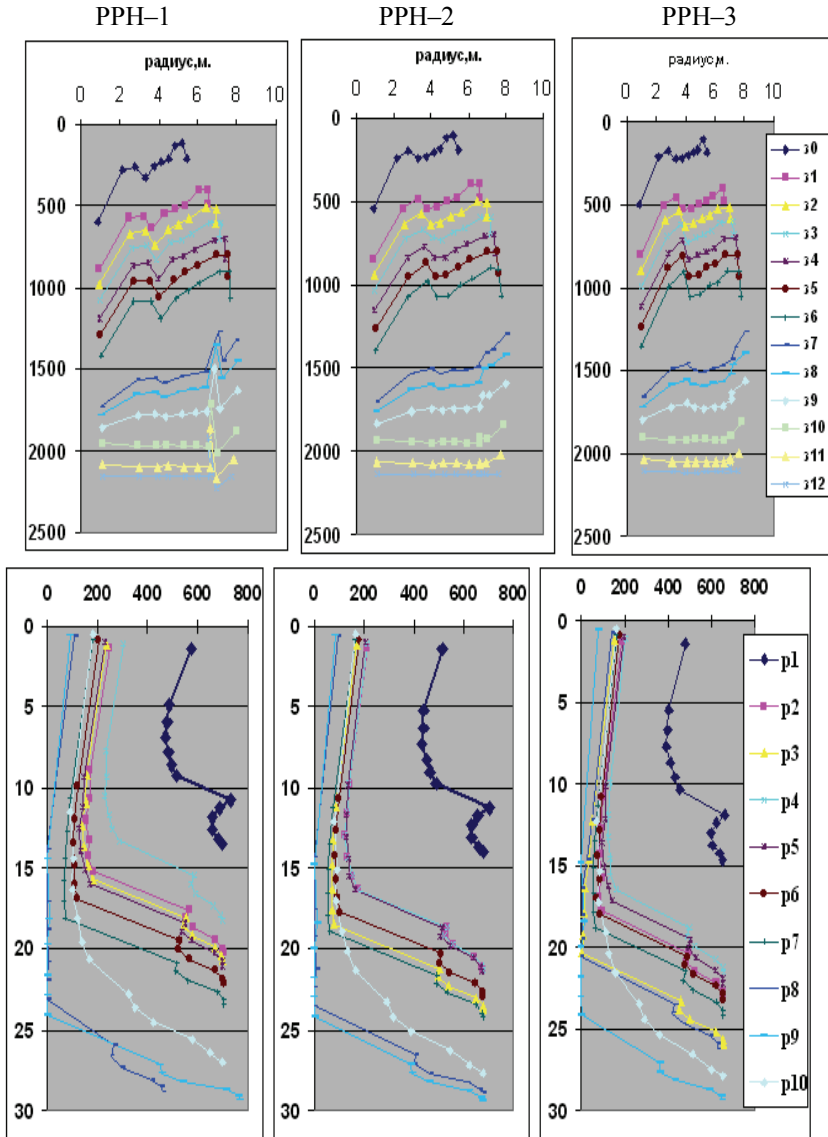 PPH–1 PPH–2 PPH–3
радиус,м. радиус,м. радиус,м.
0 2 4 6 8 10 0 2 4 6 8 10 0 2 4 6 8 10
0 0 0
500 500 500
1000 1000 1000
1500 1500 1500
2000 2000 2000
2500 2500 2500
s0
s1
s2
s3
s4
s5
s6
s7
s8
s9
s10
s11
s12
0 200 400 600 800 0 200 400 600 800 0 200 400 600 800
0 0 0
5 5 5
10 10 10
15 15 15
20 20 20
25 25 25
30 30 30
p1
p2
p3
p4
p5
p6
p7
p8
p9
p10